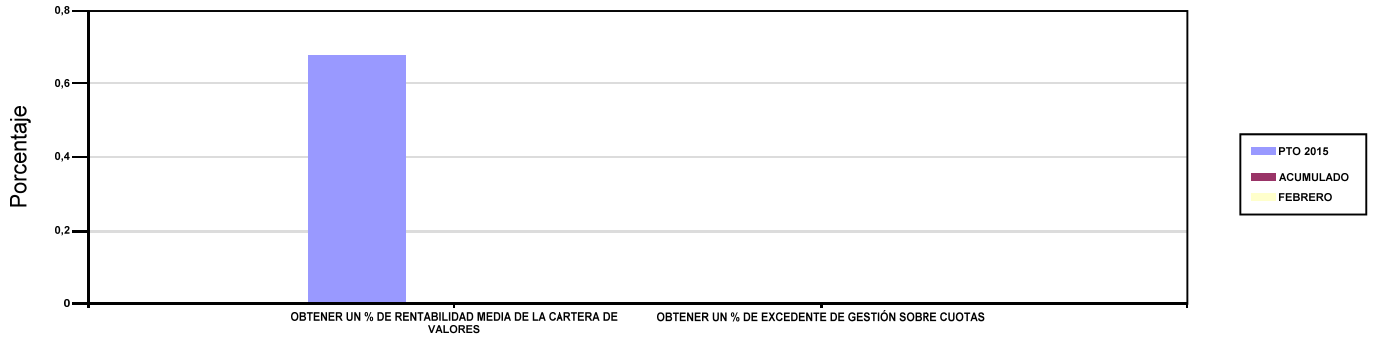 Porcentaje
0,8
0,6
0,4
0,2
0
OBTENER UN % DE RENTABILIDAD MEDIA DE LA CARTERA DE
VALORES
OBTENER UN % DE EXCEDENTE DE GESTIÓN SOBRE CUOTAS
PTO 2015
ACUMULADO
FEBRERO